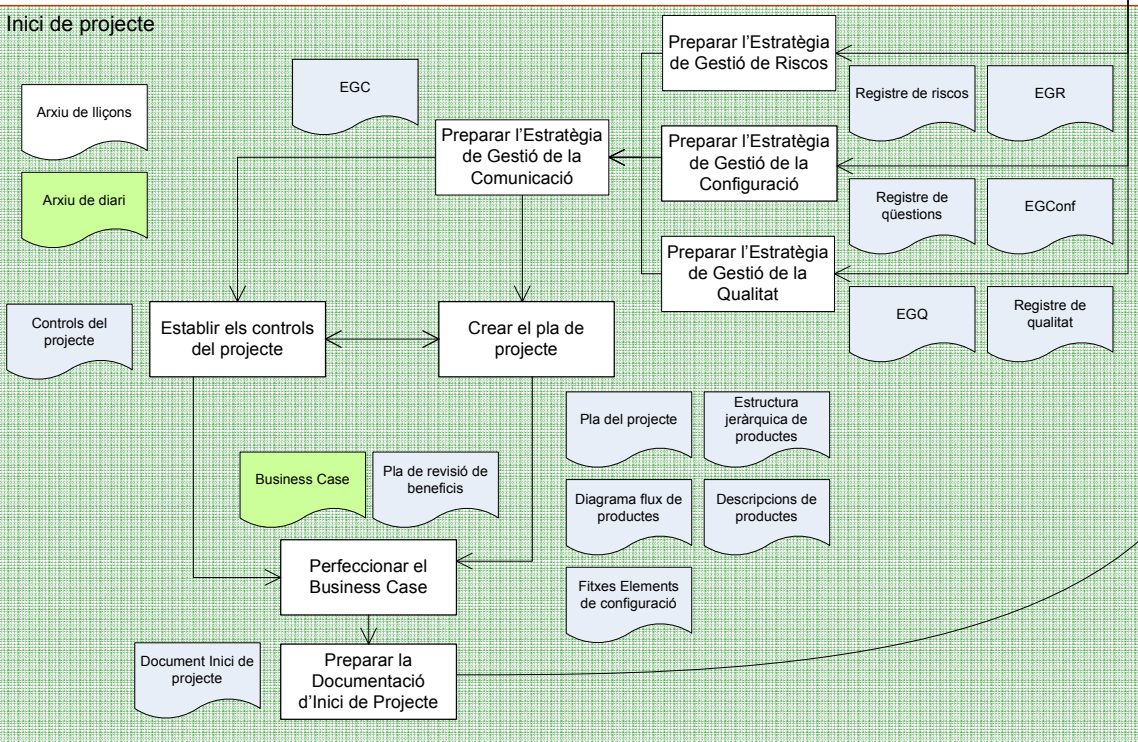 Inici de projecte
Preparar l'Estratègia
de Gestió de Riscos
EGC
Arxiu de lliçons
Registre de riscos
EGR
Preparar l'Estratègia
de Gestió de la
Comunicació
Preparar l'Estratègia
de Gestió de la
Configuració
Arxiu de diari
Registre de
qüestions
EGConf
Preparar l'Estratègia
de Gestió de la
Qualitat
Controls del
projecte
Establir els controls
del projecte
Crear el pla de
projecte
EGQ
Registre de
qualitat
Pla del projecte
Estructura
jeràrquica de
productes
Business Case
Pla de revisió de
beneficis
Diagrama flux de
productes
Descripcions de
productes
Perfeccionar el
Business Case
Fitxes Elements
de configuració
Document Inici de
projecte
Preparar la
Documentació
d'Inici de Projecte